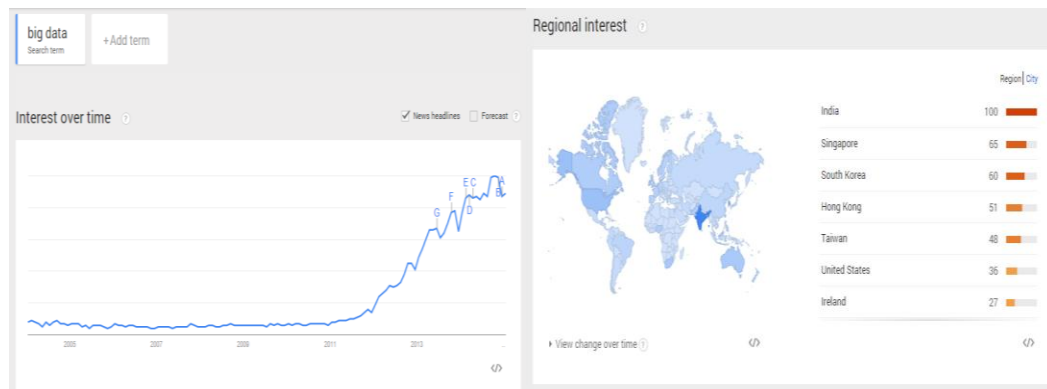 big data
Search term
+Add term
Interest over time ?
News headlines Forecast ?
A
E C
B
F
D
G
2005 2007 2009 2011 2013 ...
</>
Regional interest ?
Region | City
India 100
Singapore 65
South Korea 60
Hong Kong 51
Taiwan 48
United States 36
Ireland 27
View change over time ?
</>
</>